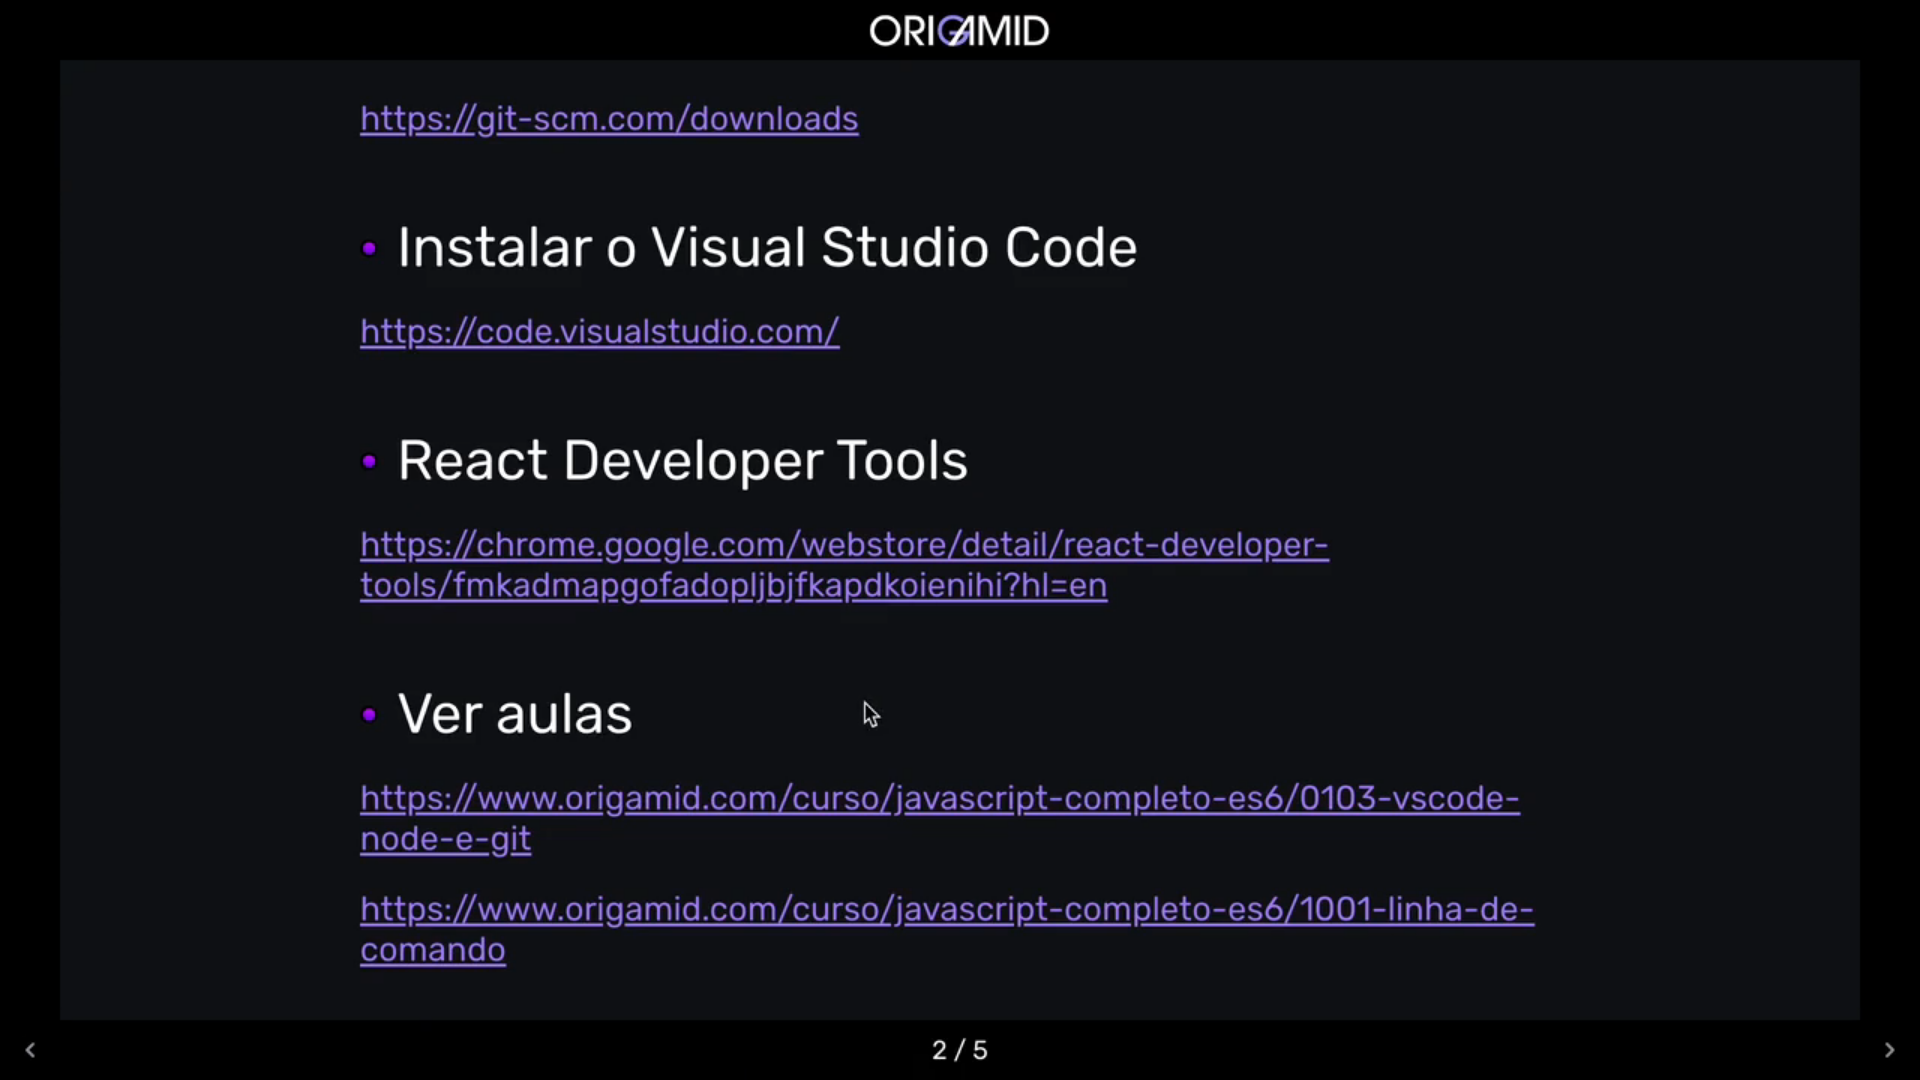 ORIGAMID
https://git-scm.com/downloads
• Instalar o Visual Studio Code
https://code.visualstudio.com/
• React Developer Tools
https://chrome.google.com/webstore/detail/react-developer-
tools/fmkadmapgofadopljbjfkapdkoienihi?hl=en
• Ver aulas
https://www.origamid.com/curso/javascript-completo-es6/0103-vscode-
node-e-git
https://www.origamid.com/curso/javascript-completo-es6/1001-linha-de-
comando
2 / 5